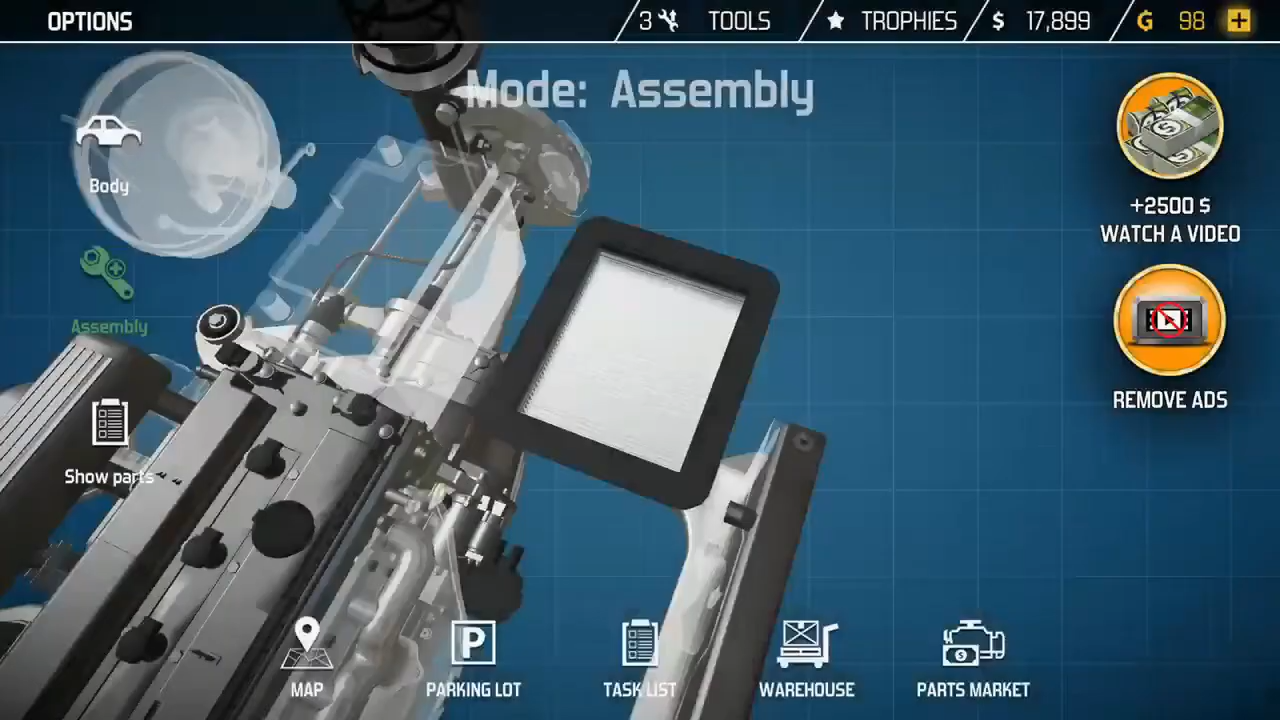 OPTIONS
3 TOOLS
TROPHIES
$ 17,899
G 98 +
Mode: Assembly
Body
+2500 $
WATCH A VIDEO
Assembly
REMOVE ADS
Show parts
P
MAP
PARKING LOT
TASK LIST
WAREHOUSE
PARTS MARKET